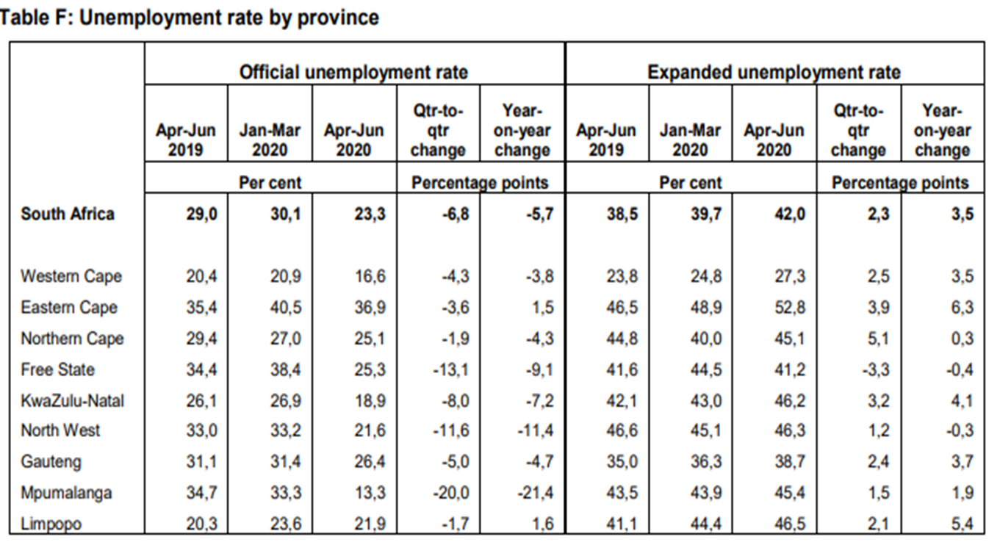 Table F: Unemployment rate by province
Official unemployment rate Expanded unemployment rate
Apr-Jun 2019 Jan-Mar 2020 Apr-Jun 2020 Qtr-to-qtr change Year-on-year change Apr-Jun 2019 Jan-Mar 2020 Apr-Jun 2020 Qtr-to-qtr change Year-on-year change
Per cent Percentage points Per cent Percentage points
South Africa 29,0 30,1 23,3 -6,8 -5,7 38,5 39,7 42,0 2,3 3,5
Western Cape 20,4 20,9 16,6 -4,3 -3,8 23,8 24,8 27,3 2,5 3,5
Eastern Cape 35,4 40,5 36,9 -3,6 1,5 46,5 48,9 52,8 3,9 6,3
Northern Cape 29,4 27,0 25,1 -1,9 -4,3 44,8 40,0 45,1 5,1 0,3
Free State 34,4 38,4 25,3 -13,1 -9,1 41,6 44,5 41,2 -3,3 -0,4
KwaZulu-Natal 26,1 26,9 18,9 -8,0 -7,2 42,1 43,0 46,2 3,2 4,1
North West 33,0 33,2 21,6 -11,6 -11,4 46,6 45,1 46,3 1,2 -0,3
Gauteng 31,1 31,4 26,4 -5,0 -4,7 35,0 36,3 38,7 2,4 3,7
Mpumalanga 34,7 33,3 13,3 -20,0 -21,4 43,5 43,9 45,4 1,5 1,9
Limpopo 20,3 23,6 21,9 -1,7 1,6 41,1 44,4 46,5 2,1 5,4